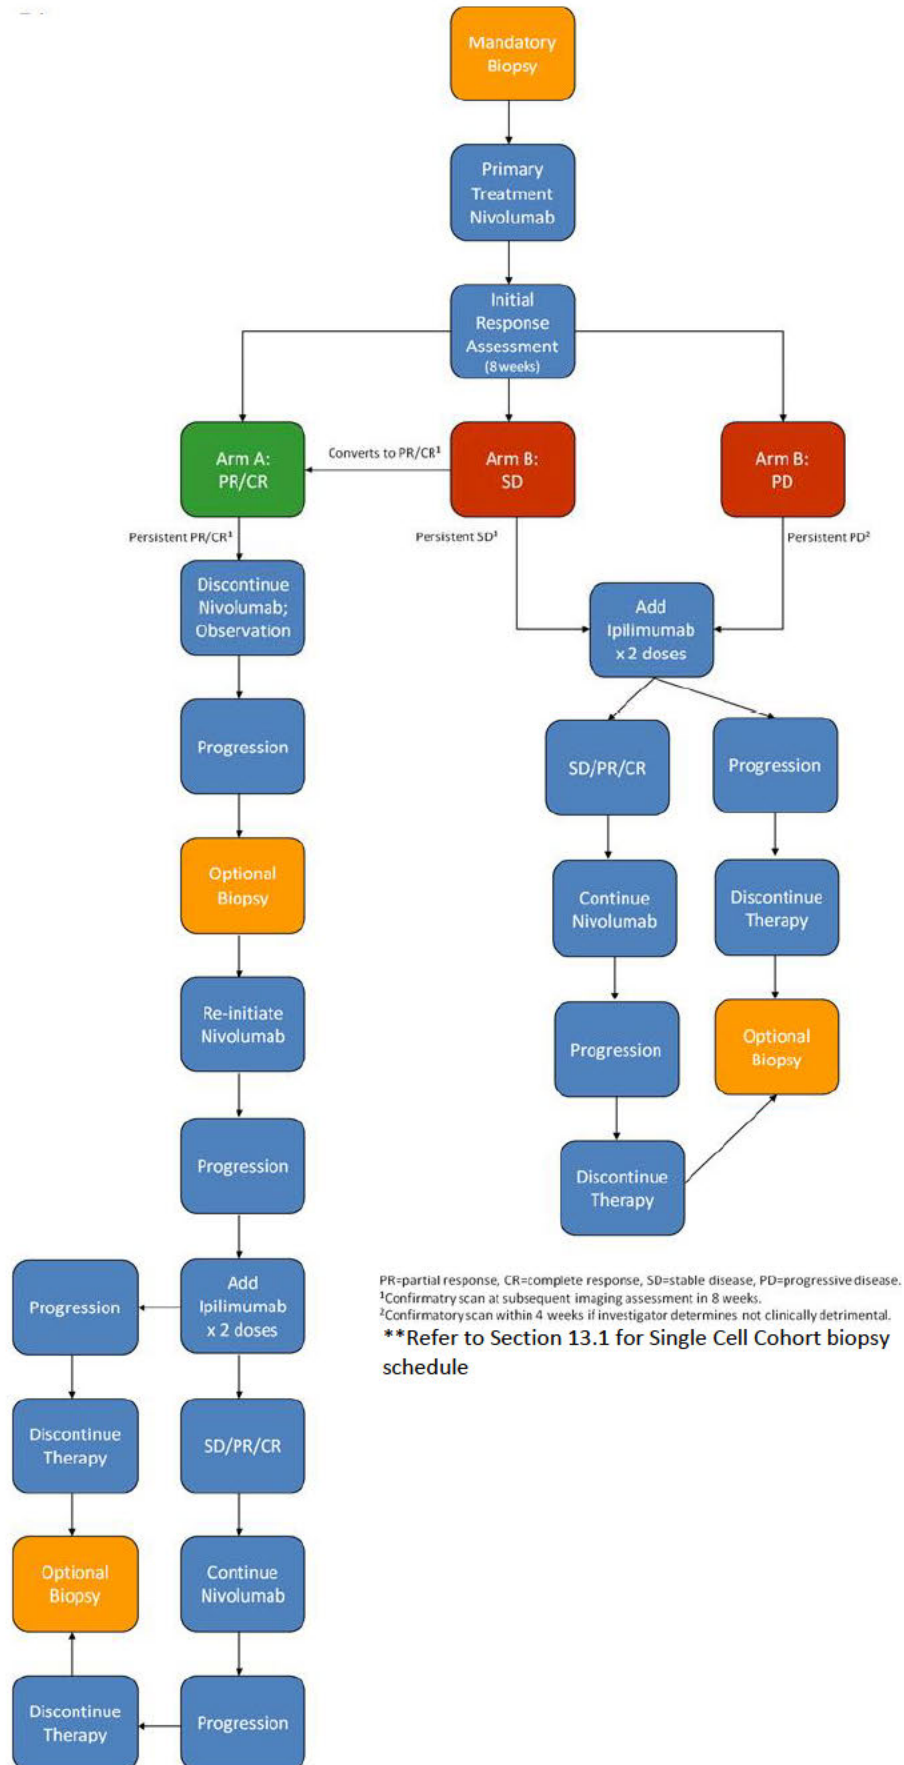 Mandatory
Biopsy
Primary
Treatment
Nivolumab
Initial
Response
Assessment
(8 weeks)
Arm A:
PR/CR
Converts to PR/CR¹
Arm B:
SD
Arm B:
PD
Persistent PR/CR¹
Persistent SD¹
Persistent PD²
Discontinue
Nivolumab;
Observation
Add
Ipilimumab
x 2 doses
Progression
SD/PR/CR
Progression
Optional
Biopsy
Continue
Nivolumab
Discontinue
Therapy
Re-initiate
Nivolumab
Progression
Optional
Biopsy
Progression
Discontinue
Therapy
Progression
Add
Ipilimumab
x 2 doses
PR=partial response, CR=complete response, SD=stable disease, PD=progressive disease.
¹Confirmatry scan at subsequent imaging assessment in 8 weeks.
²Confirmatory scan within 4 weeks if investigator determines not clinically detrimental.
**Refer to Section 13.1 for Single Cell Cohort biopsy
schedule
Discontinue
Therapy
SD/PR/CR
Optional
Biopsy
Continue
Nivolumab
Discontinue
Therapy
Progression